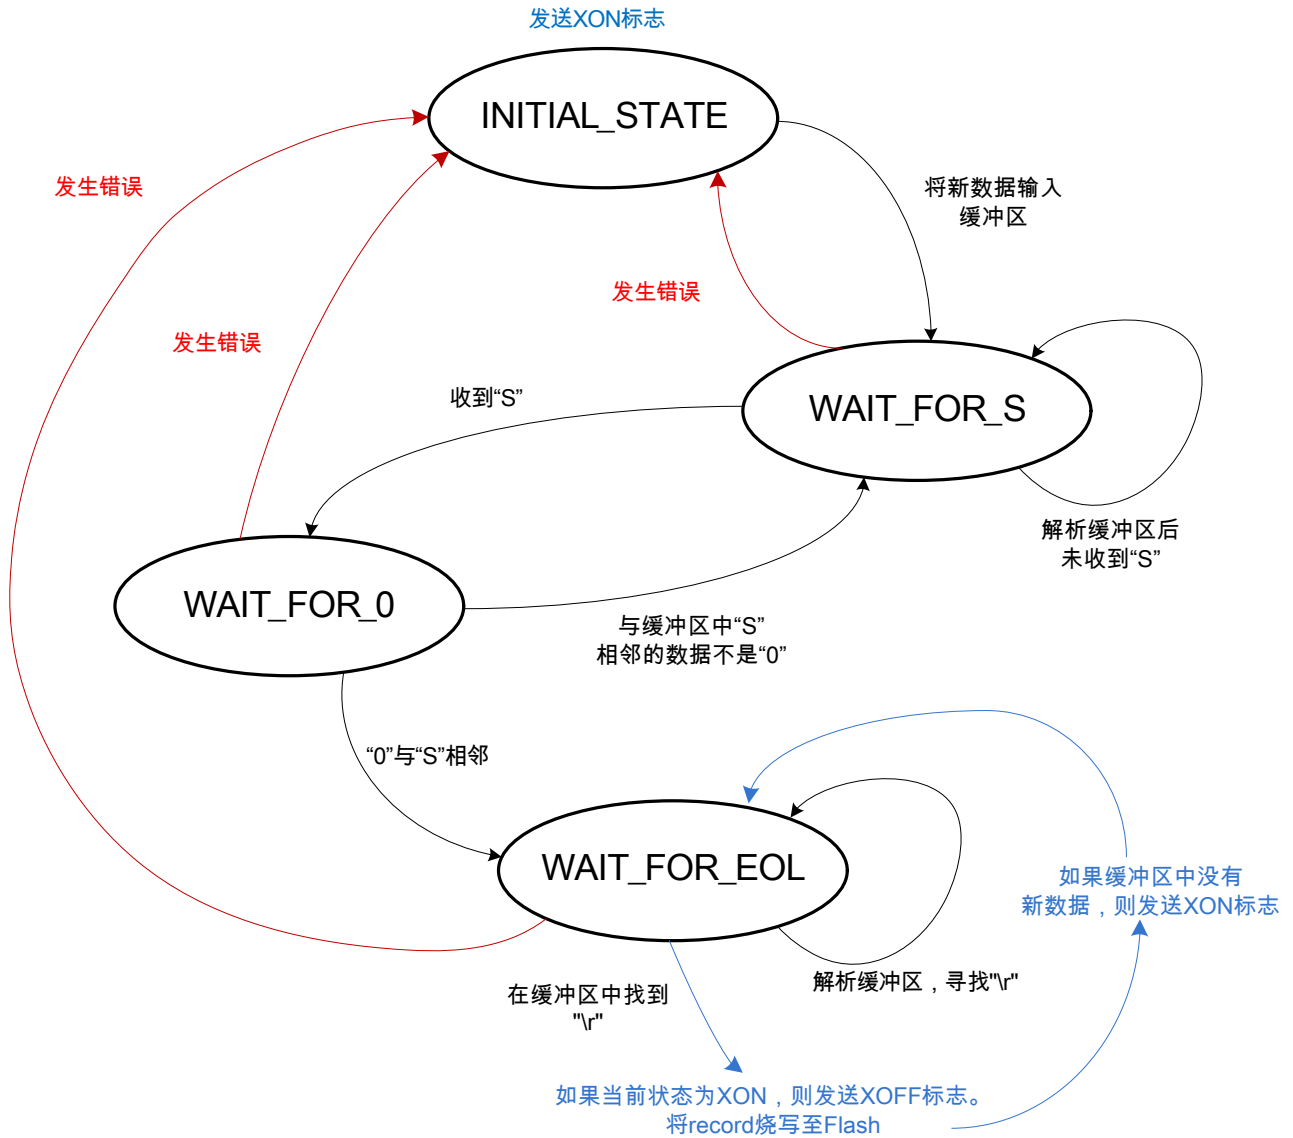 发送XON标志
INITIAL_STATE
发生错误
将新数据输入
缓冲区
发生错误
发生错误
收到“S”
WAIT_FOR_S
解析缓冲区后
未收到“S”
WAIT_FOR_0
与缓冲区中“S”
相邻的数据不是“0”
“0”与“S”相邻
WAIT_FOR_EOL
如果缓冲区中没有
新数据，则发送XON标志
解析缓冲区，寻找"\r"
在缓冲区中找到
"\r"
如果当前状态为XON，则发送XOFF标志。
将record烧写至Flash